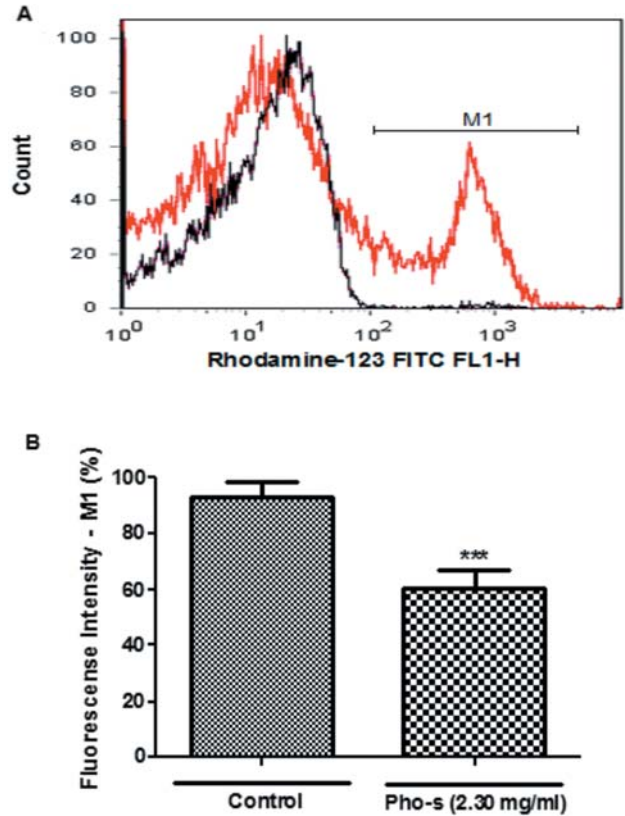 A
Count
100
80
60
40
20
0
M1
10^0 10^1 10^2 10^3
Rhodamine-123 FITC FL1-H
B
Fluorescense Intensity - M1 (%)
100
80
60
40
20
0
***
Control
Pho-s (2.30 mg/ml)